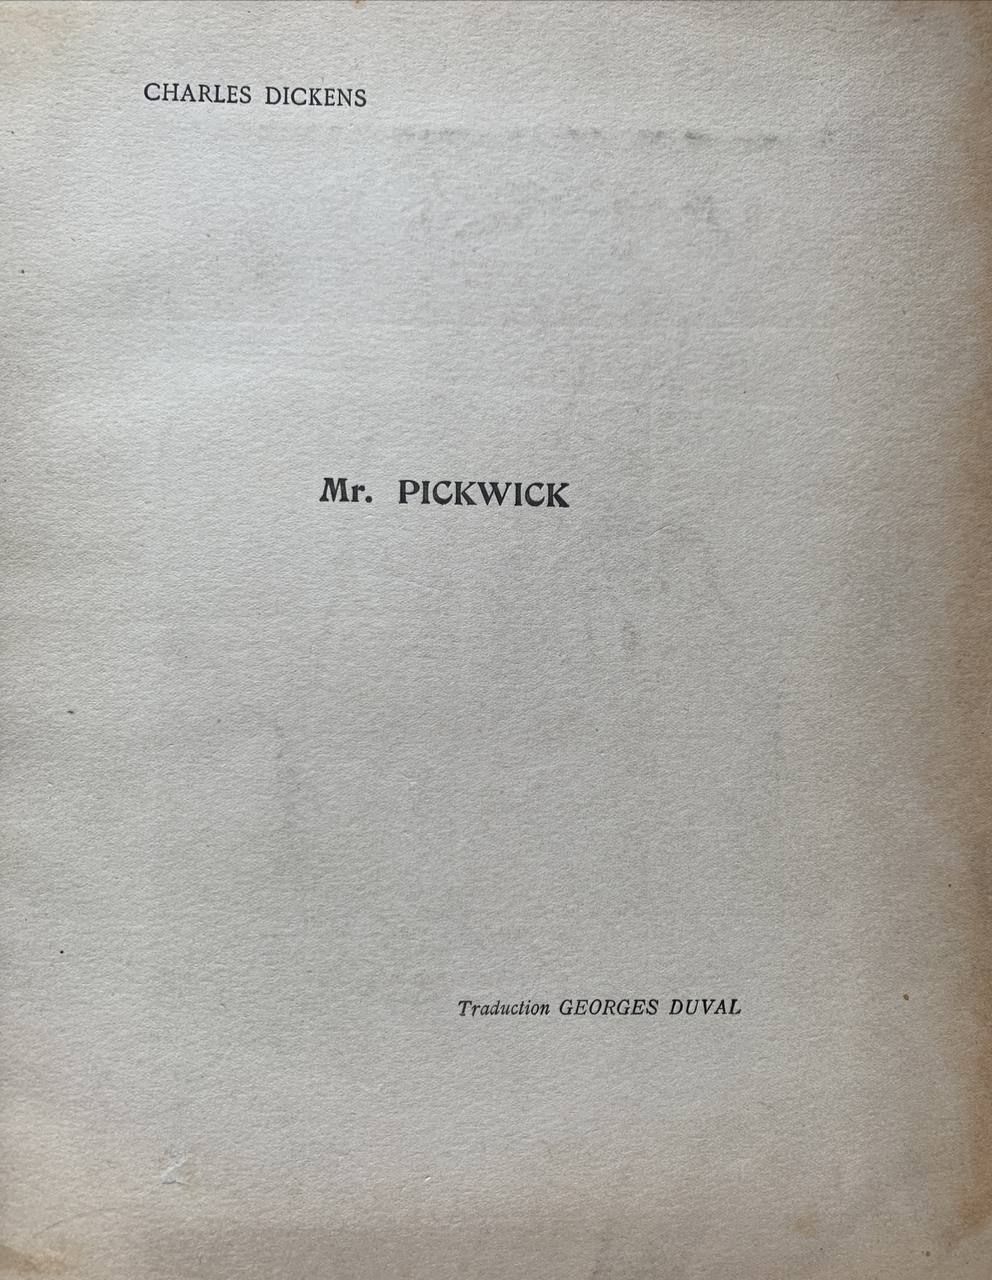 CHARLES DICKENS
Mr. PICKWICK
Traduction GEORGES DUVAL